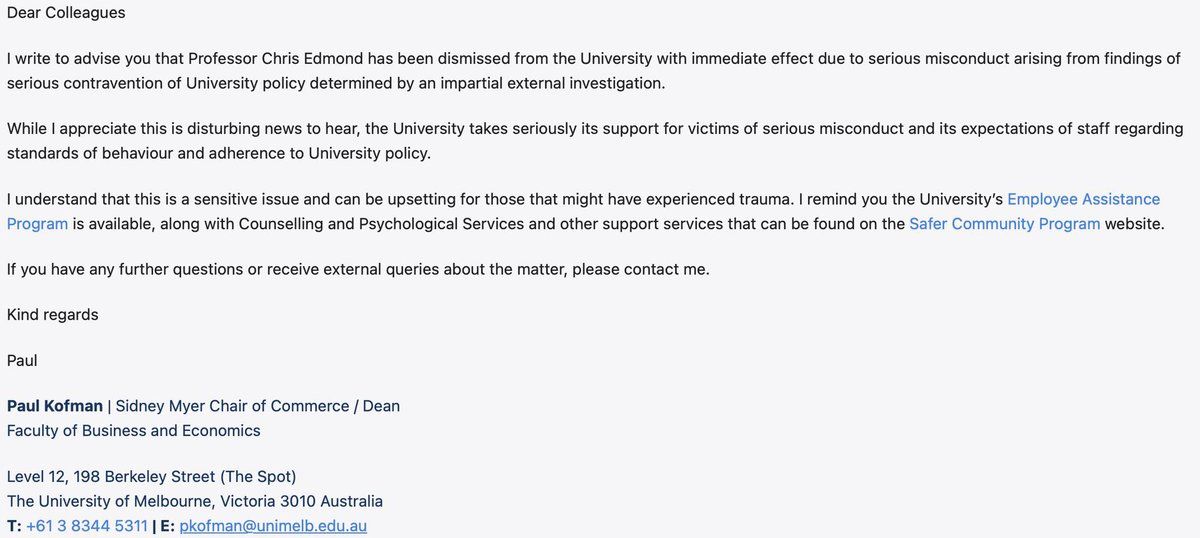 Dear Colleagues
I write to advise you that Professor Chris Edmond has been dismissed from the University with immediate effect due to serious misconduct arising from findings of
serious contravention of University policy determined by an impartial external investigation.
While I appreciate this is disturbing news to hear, the University takes seriously its support for victims of serious misconduct and its expectations of staff regarding
standards of behaviour and adherence to University policy.
I understand that this is a sensitive issue and can be upsetting for those that might have experienced trauma. I remind you the University's Employee Assistance
Program is available, along with Counselling and Psychological Services and other support services that can be found on the Safer Community Program website.
If you have any further questions or receive external queries about the matter, please contact me.
Kind regards
Paul
Paul Kofman | Sidney Myer Chair of Commerce / Dean
Faculty of Business and Economics
Level 12, 198 Berkeley Street (The Spot)
The University of Melbourne, Victoria 3010 Australia
T: +61 3 8344 5311 | E: pkofman@unimelb.edu.au